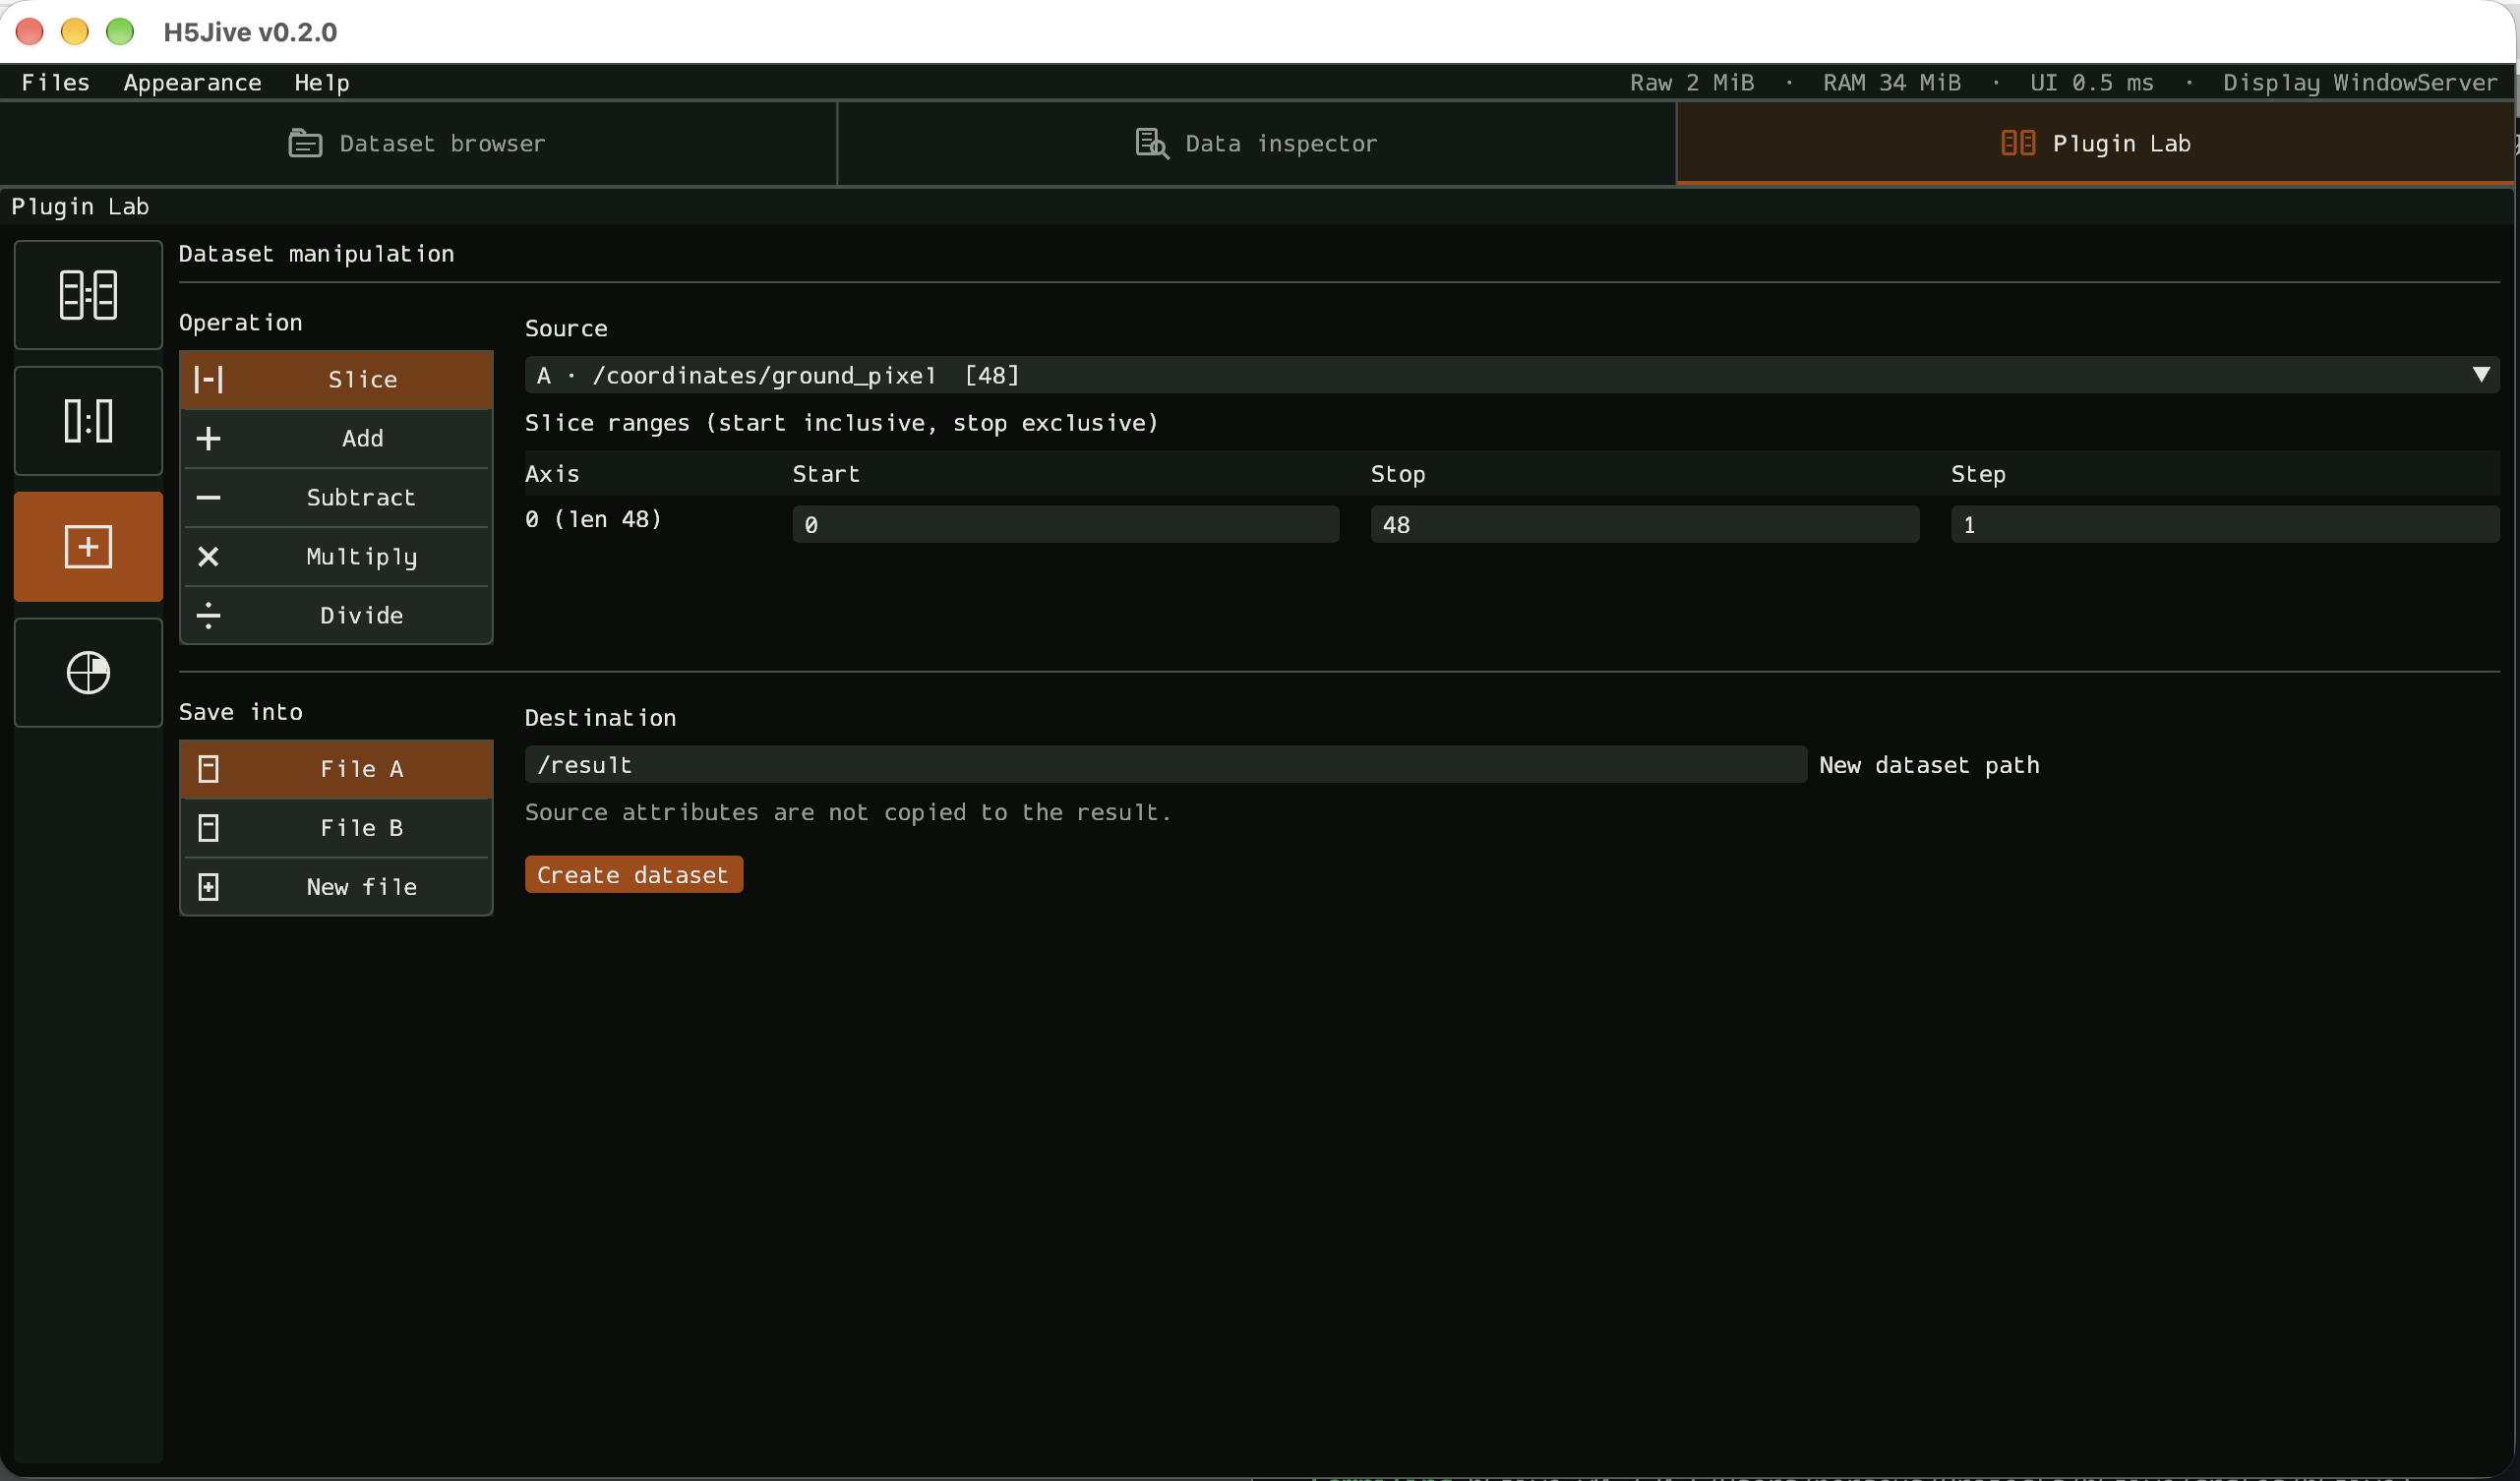 H5Jive v0.2.0
Files Appearance Help Raw 2 MiB · RAM 34 MiB · UI 0.5 ms · Display WindowServer
Dataset browser Data inspector Plugin Lab
Plugin Lab
Dataset manipulation
Operation
Slice
Add
Subtract
Multiply
Divide
Source
A · /coordinates/ground_pixel [48]
Slice ranges (start inclusive, stop exclusive)
Axis Start Stop Step
0 (len 48) 0 48 1
Save into
File A
File B
New file
Destination
/result New dataset path
Source attributes are not copied to the result.
Create dataset